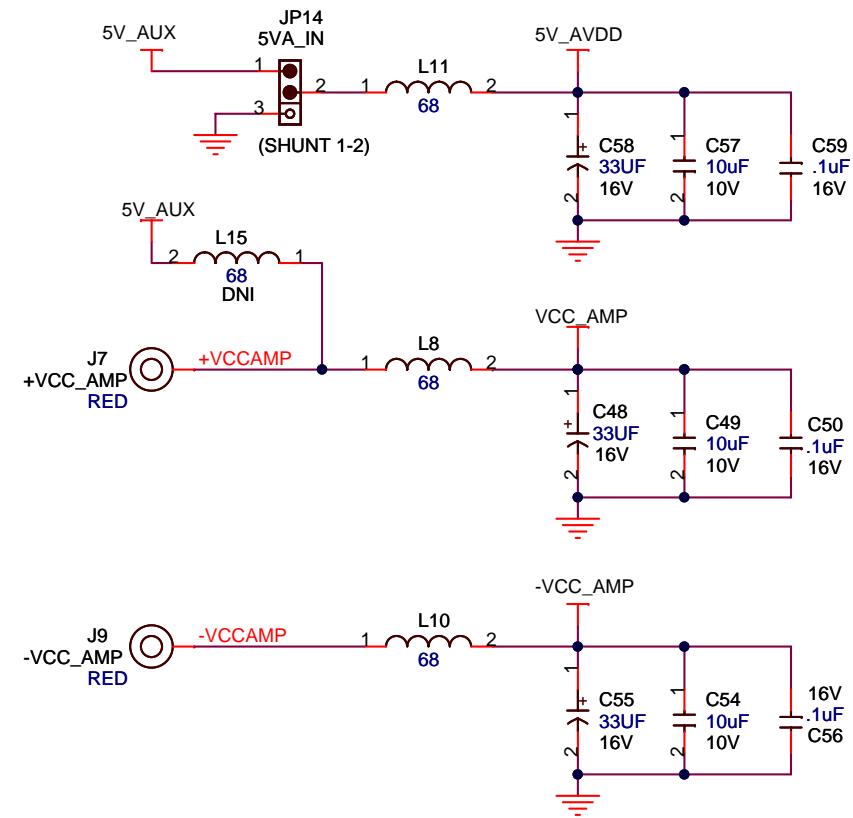 JP14
5VA_IN
5V_AUX
1
2
3
(SHUNT 1-2)
1
L11
2
68
5V_AVDD
1
+
2
C58
33UF
16V
1
2
C57
10uF
10V
C59
.1uF
16V
5V_AUX
2
L15
1
68
DNI
J7
+VCC_AMP
RED
+VCCAMP
1
L8
2
68
VCC_AMP
1
+
2
C48
33UF
16V
1
2
C49
10uF
10V
C50
.1uF
16V
J9
-VCC_AMP
RED
-VCCAMP
1
L10
2
68
-VCC_AMP
1
+
2
C55
33UF
16V
1
2
C54
10uF
10V
16V
.1uF
C56